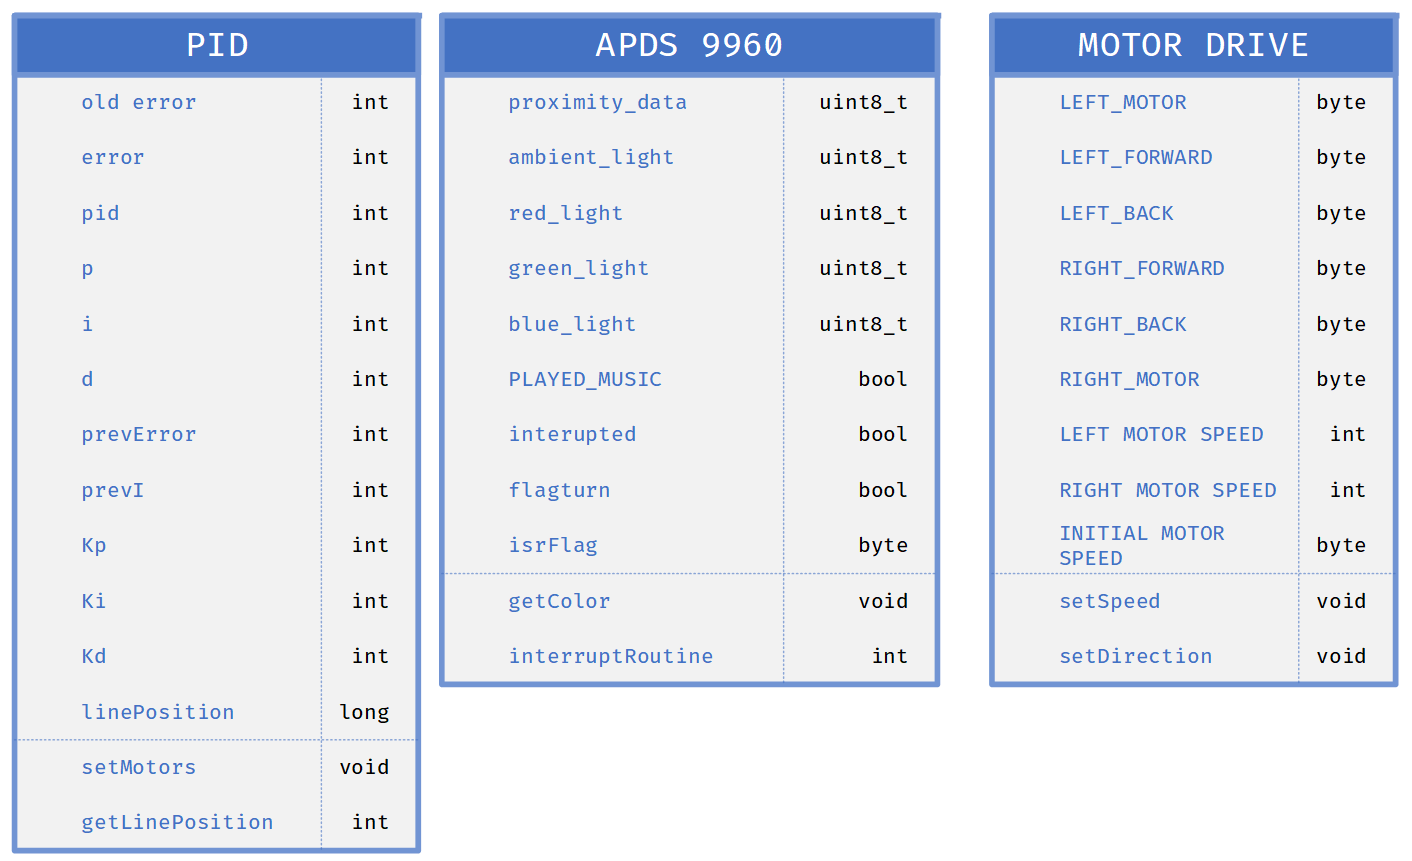 PID
old error int
error int
pid int
p int
i int
d int
prevError int
prevI int
Kp int
Ki int
Kd int
linePosition long
setMotors void
getLinePosition int
APDS 9960
proximity_data uint8_t
ambient_light uint8_t
red_light uint8_t
green_light uint8_t
blue_light uint8_t
PLAYED_MUSIC bool
interupted bool
flagturn bool
isrFlag byte
getColor void
interruptRoutine int
MOTOR DRIVE
LEFT_MOTOR byte
LEFT_FORWARD byte
LEFT_BACK byte
RIGHT_FORWARD byte
RIGHT_BACK byte
RIGHT_MOTOR byte
LEFT MOTOR SPEED int
RIGHT MOTOR SPEED int
INITIAL MOTOR
SPEED byte
setSpeed void
setDirection void